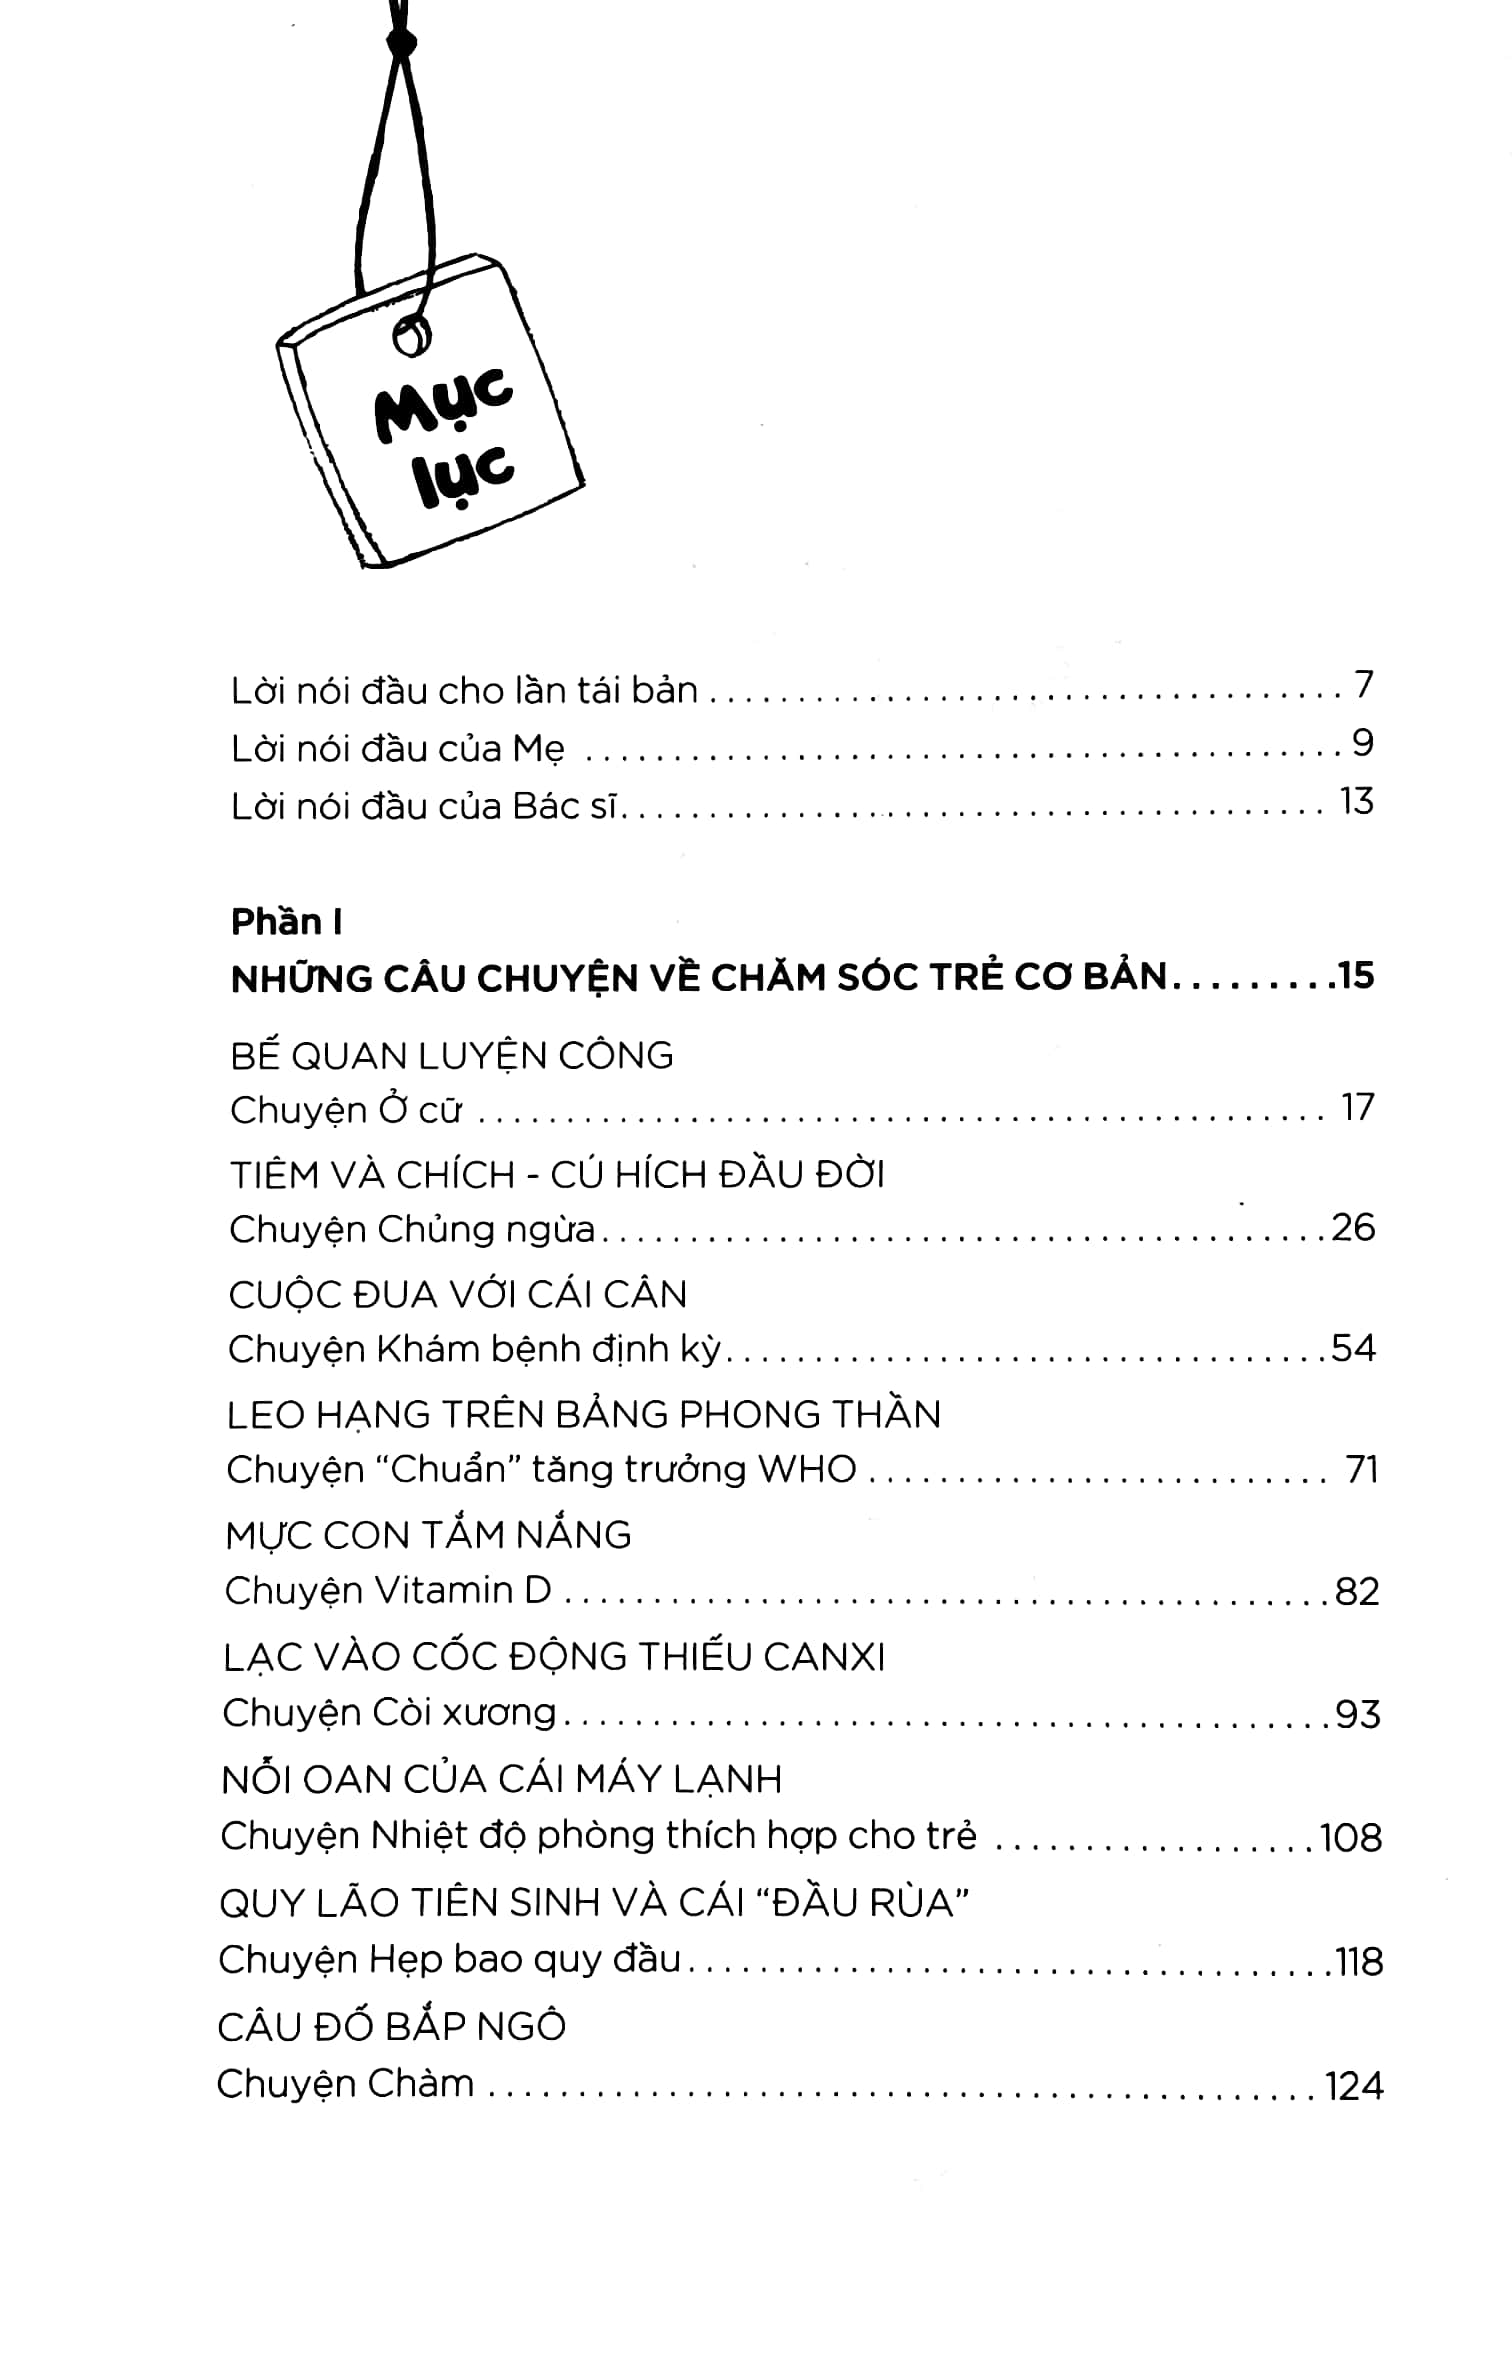 Mục
lục
Lời nói đầu cho lần tái bản . . . . . . . . . . . . . . . . . . . . . . . . . . . . . . . . . . . . 7
Lời nói đầu của Mẹ . . . . . . . . . . . . . . . . . . . . . . . . . . . . . . . . . . . . . . . . . . . 9
Lời nói đầu của Bác sĩ. . . . . . . . . . . . . . . . . . . . . . . . . . . . . . . . . . . . . . . . 13
Phần I
NHỮNG CÂU CHUYỆN VỀ CHĂM SÓC TRẺ CƠ BẢN. . . . . . . . .15
BẾ QUAN LUYỆN CÔNG
Chuyện Ở cữ . . . . . . . . . . . . . . . . . . . . . . . . . . . . . . . . . . . . . . . . . . . . . . . . 17
TIÊM VÀ CHÍCH - CÚ HÍCH ĐẦU ĐỜI
Chuyện Chủng ngừa. . . . . . . . . . . . . . . . . . . . . . . . . . . . . . . . . . . . . . . . .26
CUỘC ĐUA VỚI CÁI CÂN
Chuyện Khám bệnh định kỳ. . . . . . . . . . . . . . . . . . . . . . . . . . . . . . . . . .54
LEO HẠNG TRÊN BẢNG PHONG THẦN
Chuyện “Chuẩn” tăng trưởng WHO . . . . . . . . . . . . . . . . . . . . . . . . . . 71
MỰC CON TẮM NẮNG
Chuyện Vitamin D . . . . . . . . . . . . . . . . . . . . . . . . . . . . . . . . . . . . . . . . . . .82
LẠC VÀO CỐC ĐỘNG THIẾU CANXI
Chuyện Còi xương. . . . . . . . . . . . . . . . . . . . . . . . . . . . . . . . . . . . . . . . . . .93
NỖI OAN CỦA CÁI MÁY LẠNH
Chuyện Nhiệt độ phòng thích hợp cho trẻ . . . . . . . . . . . . . . . . . .108
QUY LÃO TIÊN SINH VÀ CÁI “ĐẦU RÙA”
Chuyện Hẹp bao quy đầu. . . . . . . . . . . . . . . . . . . . . . . . . . . . . . . . . . . .118
CÂU ĐỐ BẮP NGÔ
Chuyện Chàm . . . . . . . . . . . . . . . . . . . . . . . . . . . . . . . . . . . . . . . . . . . . . . 124